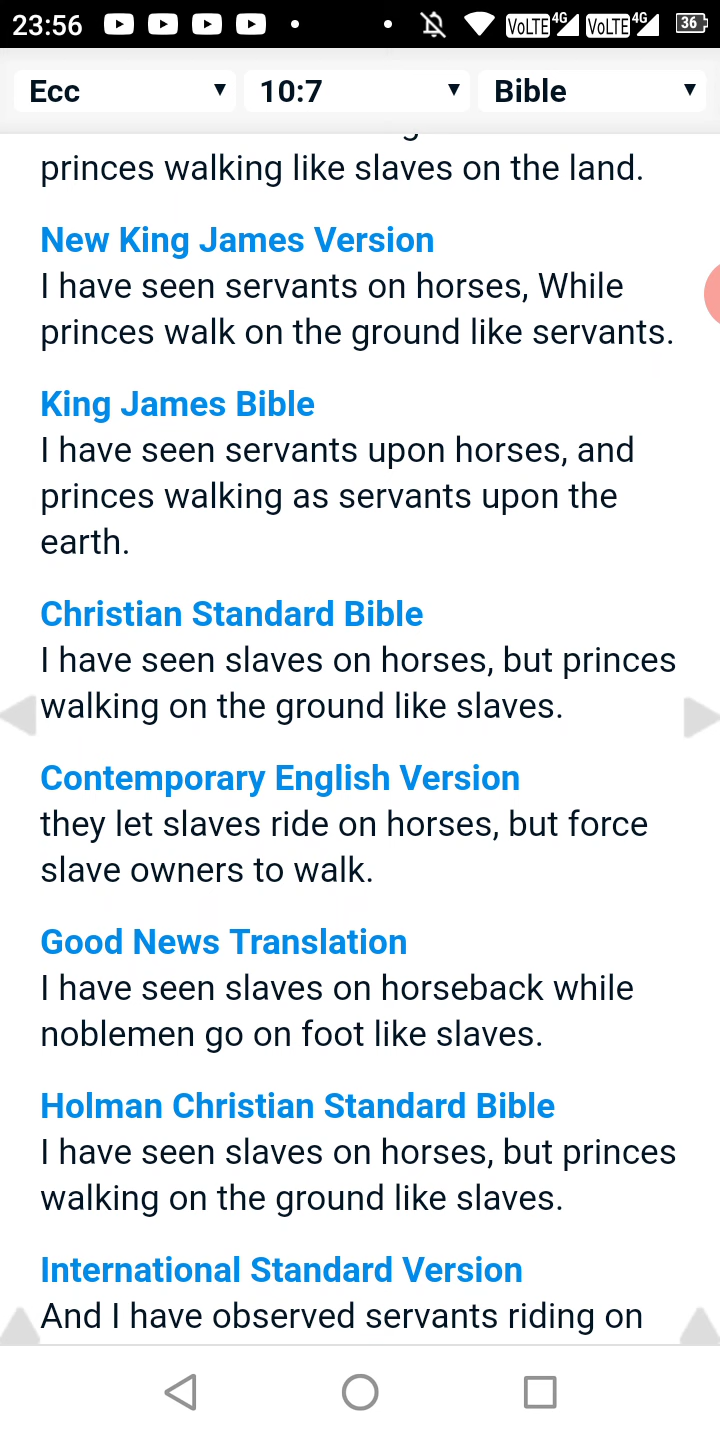 23:56 VoLTE 4G VoLTE 4G 36
Ecc 10:7 Bible
princes walking like slaves on the land.
New King James Version
I have seen servants on horses, While
princes walk on the ground like servants.
King James Bible
I have seen servants upon horses, and
princes walking as servants upon the
earth.
Christian Standard Bible
I have seen slaves on horses, but princes
walking on the ground like slaves.
Contemporary English Version
they let slaves ride on horses, but force
slave owners to walk.
Good News Translation
I have seen slaves on horseback while
noblemen go on foot like slaves.
Holman Christian Standard Bible
I have seen slaves on horses, but princes
walking on the ground like slaves.
International Standard Version
And I have observed servants riding on